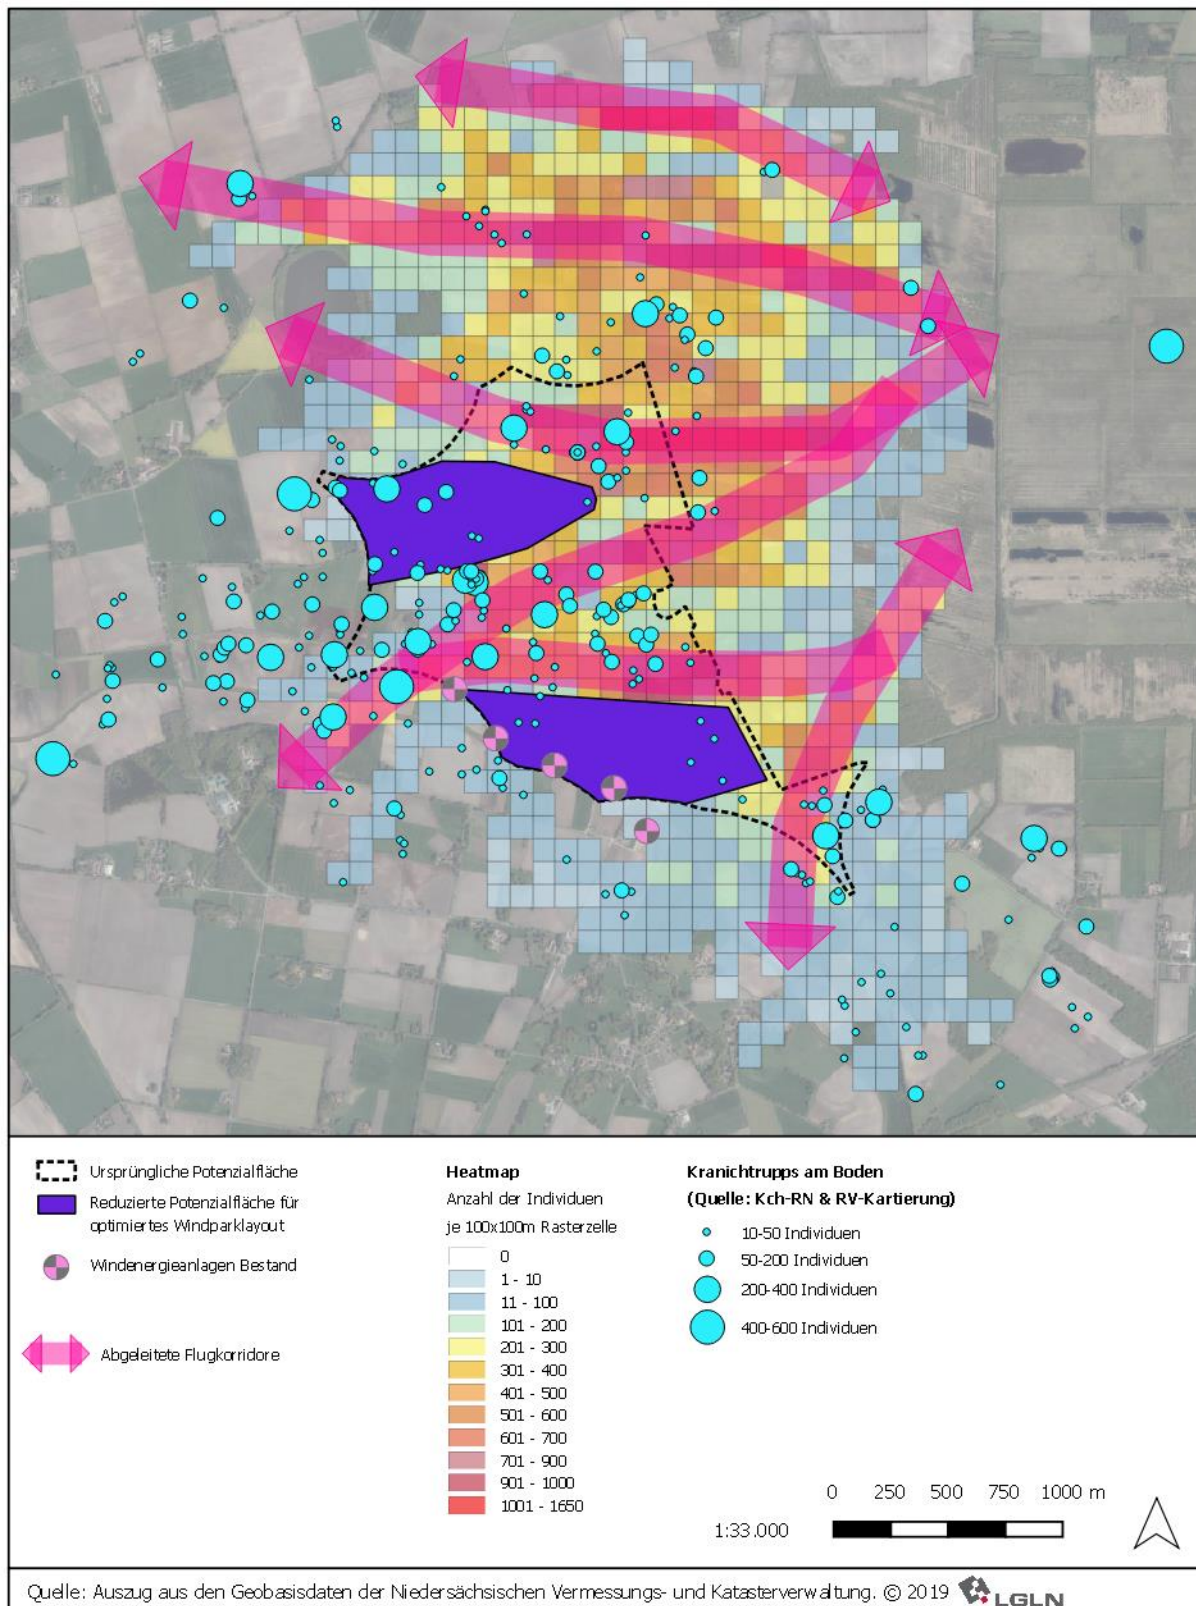 Ursprüngliche Potenzialfläche
Reduzierte Potenzialfläche für
optimiertes Windparklayout
Windenergieanlagen Bestand
Abgeleitete Flugkorridore
Heatmap
Anzahl der Individuen
je 100x100m Rasterzelle
0
1 - 10
11 - 100
101 - 200
201 - 300
301 - 400
401 - 500
501 - 600
601 - 700
701 - 900
901 - 1000
1001 - 1650
Kranichtrupps am Boden
(Quelle: Kch-RN & RV-Kartierung)
10-50 Individuen
50-200 Individuen
200-400 Individuen
400-600 Individuen
0 250 500 750 1000 m
1:33.000
Quelle: Auszug aus den Geobasisdaten der Niedersächsischen Vermessungs- und Katasterverwaltung. © 2019 LGLN